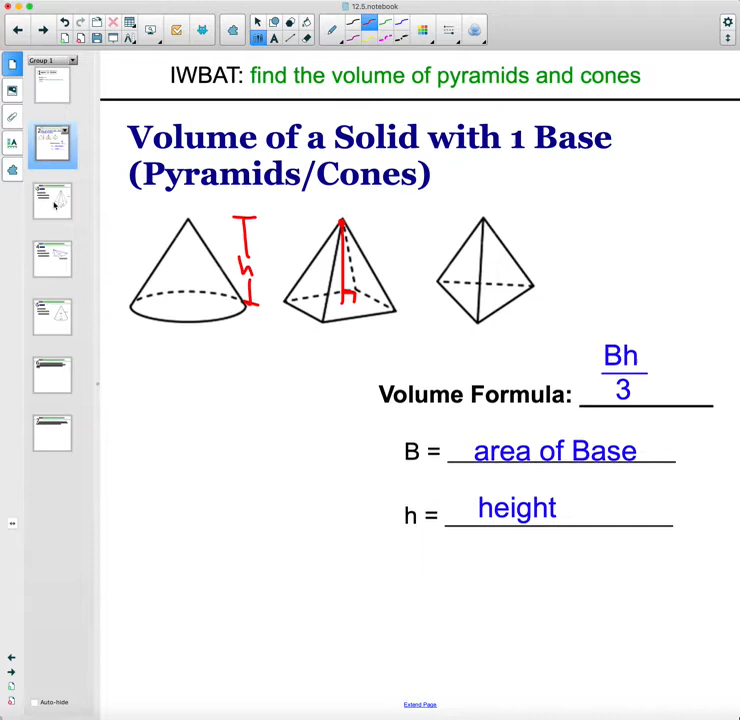 12.5.notebook
Group 1
IWBAT: find the volume of pyramids and cones
Volume of a Solid with 1 Base
(Pyramids/Cones)
h
h
Bh
3
Volume Formula:
B = area of Base
h = height
Auto-hide
Extend Page